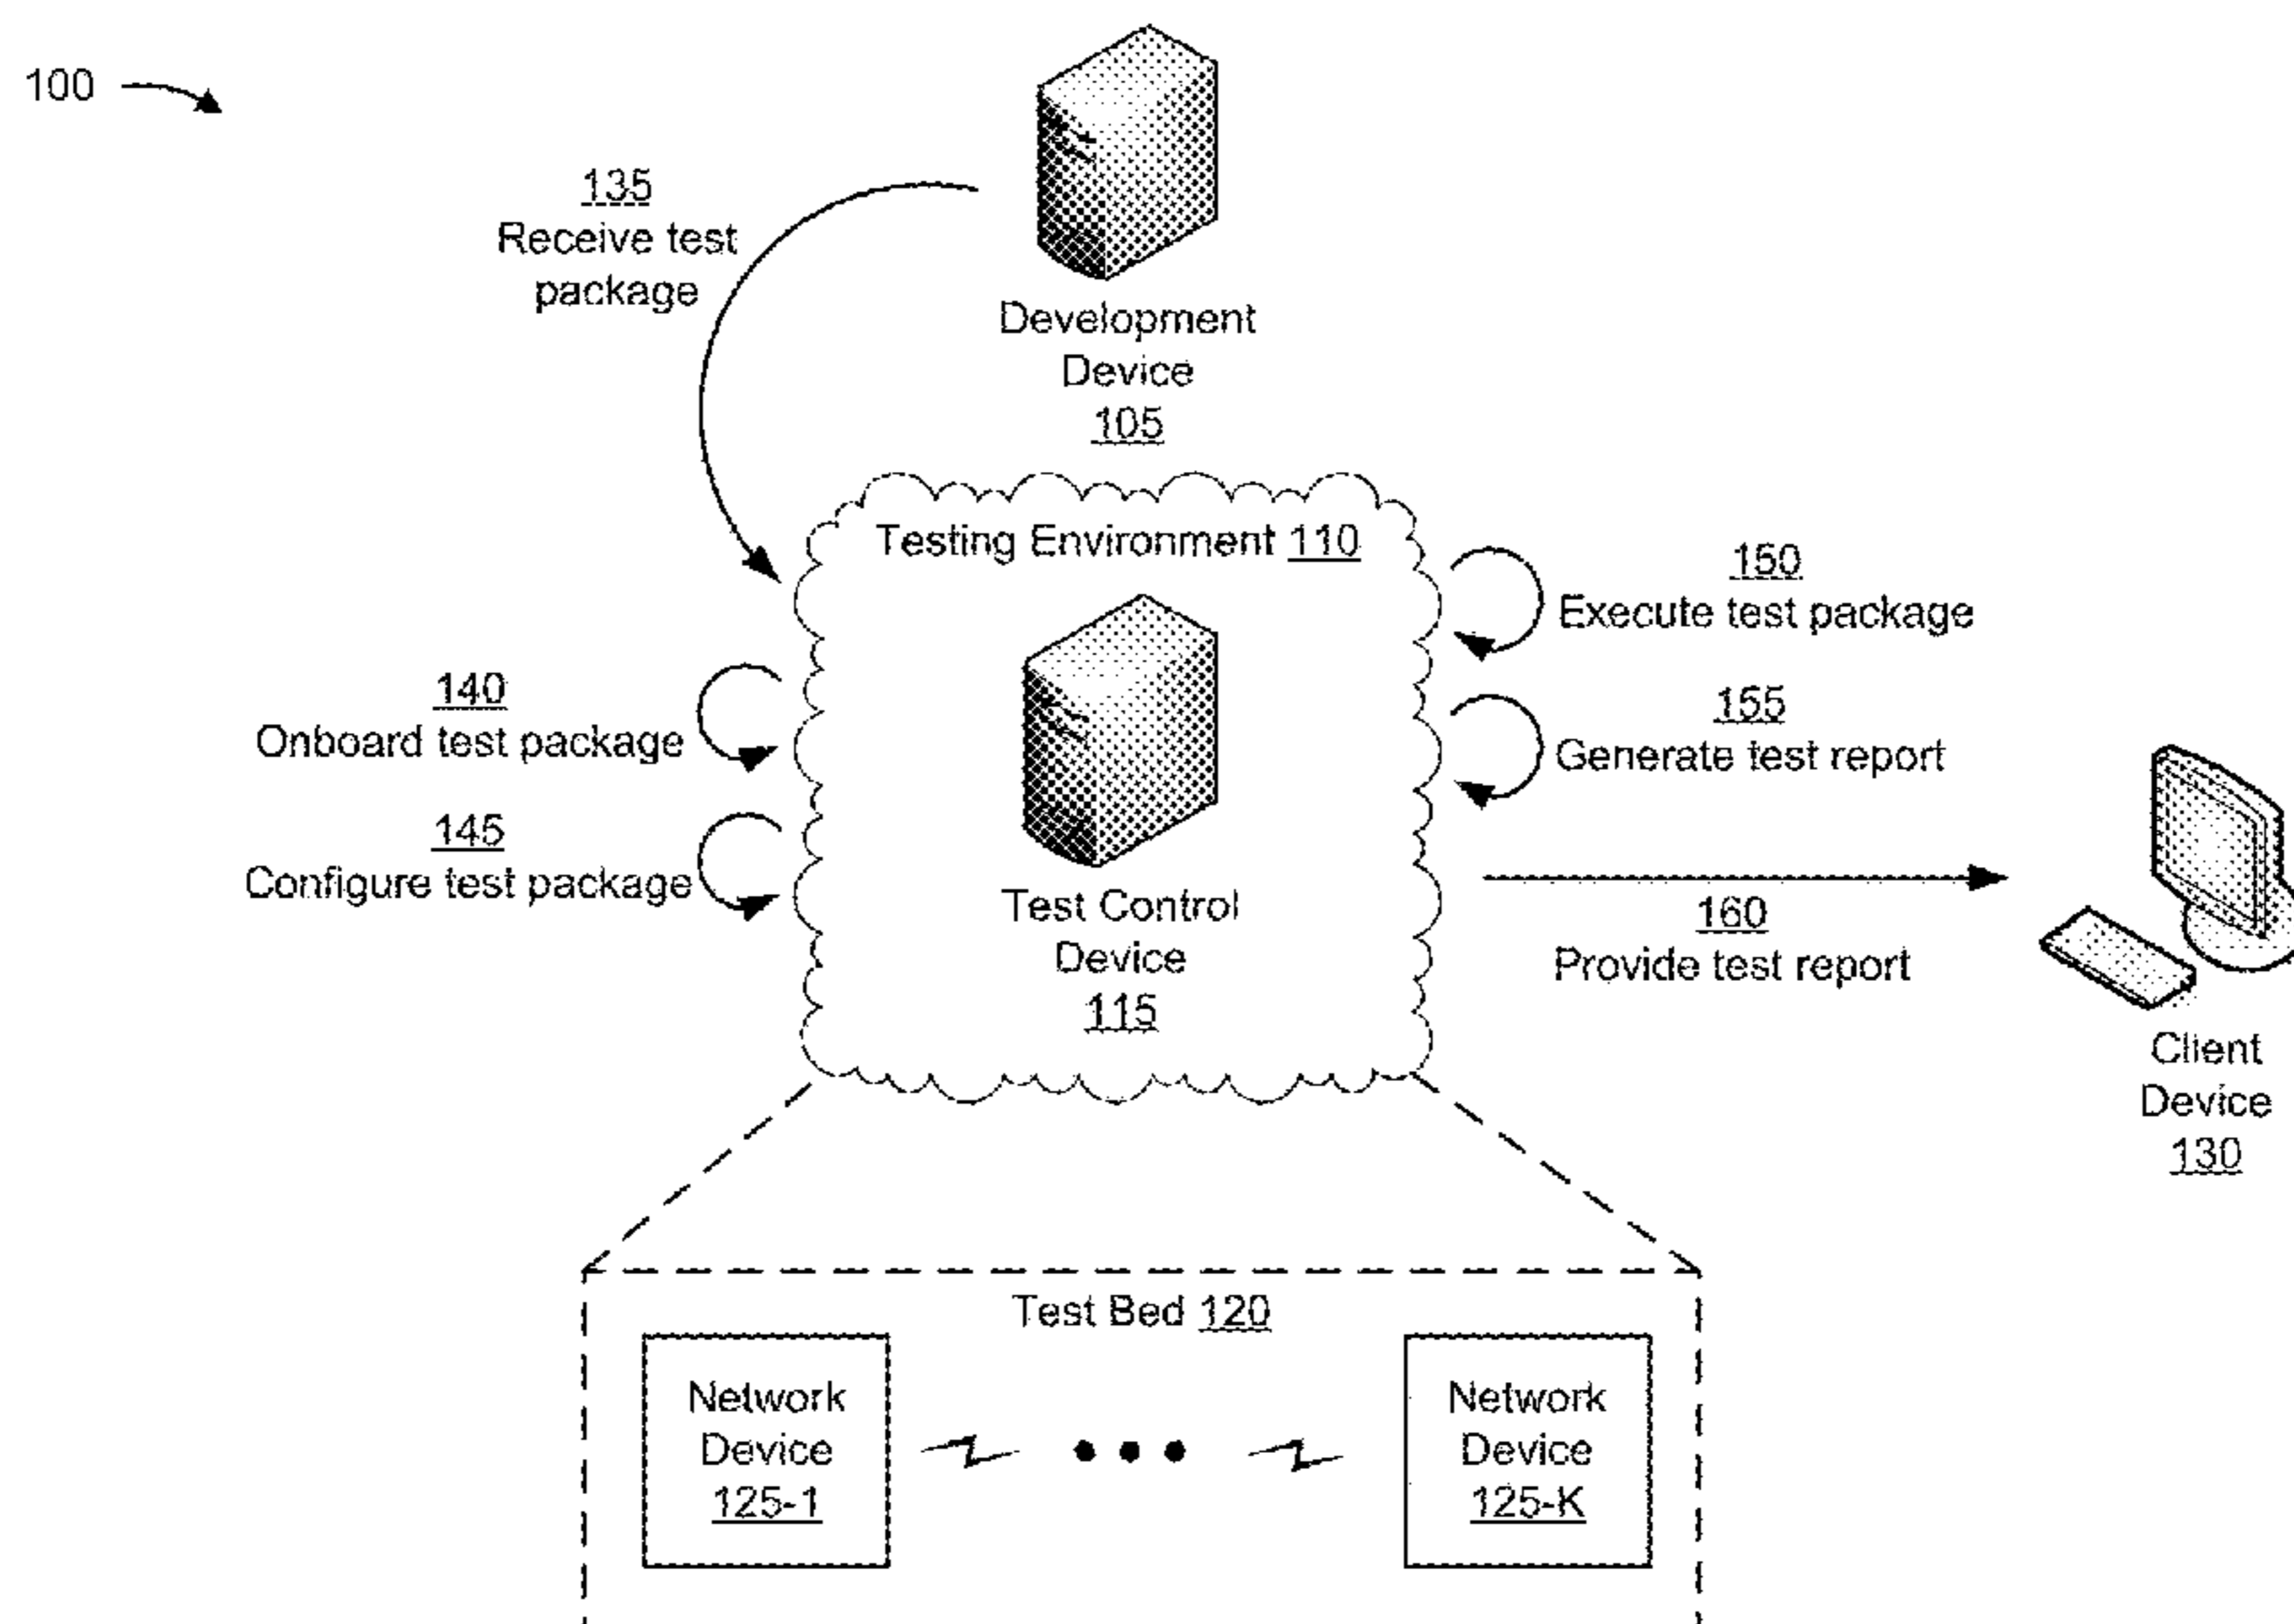 100
135
Receive test
package
Development
Device
105
Testing Environment 110
150
Execute test package
140
Onboard test package
155
Generate test report
145
Configure test package
Test Control
Device
115
160
Provide test report
Client
Device
130
Test Bed 120
Network
Device
125-1
Network
Device
125-K